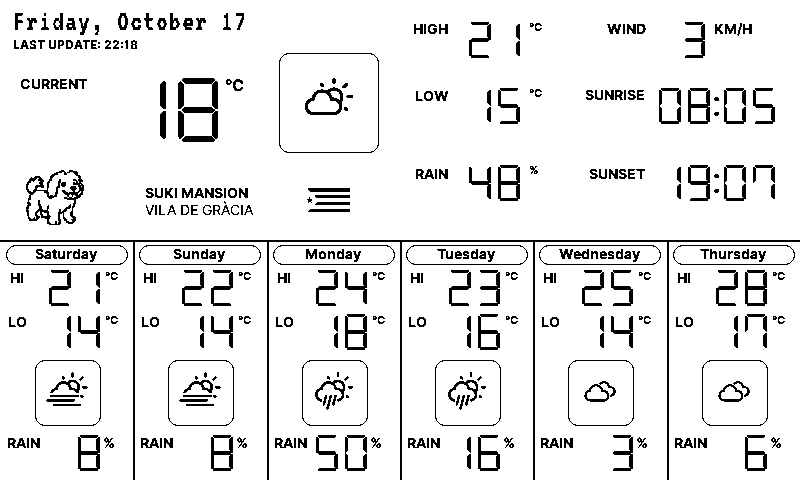 Friday, October 17
LAST UPDATE: 22:18
CURRENT 18 °C
HIGH 21 °C
LOW 15 °C
RAIN 48 %
WIND 3 KM/H
SUNRISE 08:05
SUNSET 19:07
SUKI MANSION
VILA DE GRÀCIA
Saturday
HI 21 °C
LO 14 °C
RAIN 8 %
Sunday
HI 22 °C
LO 14 °C
RAIN 8 %
Monday
HI 24 °C
LO 18 °C
RAIN 50 %
Tuesday
HI 23 °C
LO 16 °C
RAIN 16 %
Wednesday
HI 25 °C
LO 14 °C
RAIN 3 %
Thursday
HI 28 °C
LO 17 °C
RAIN 6 %